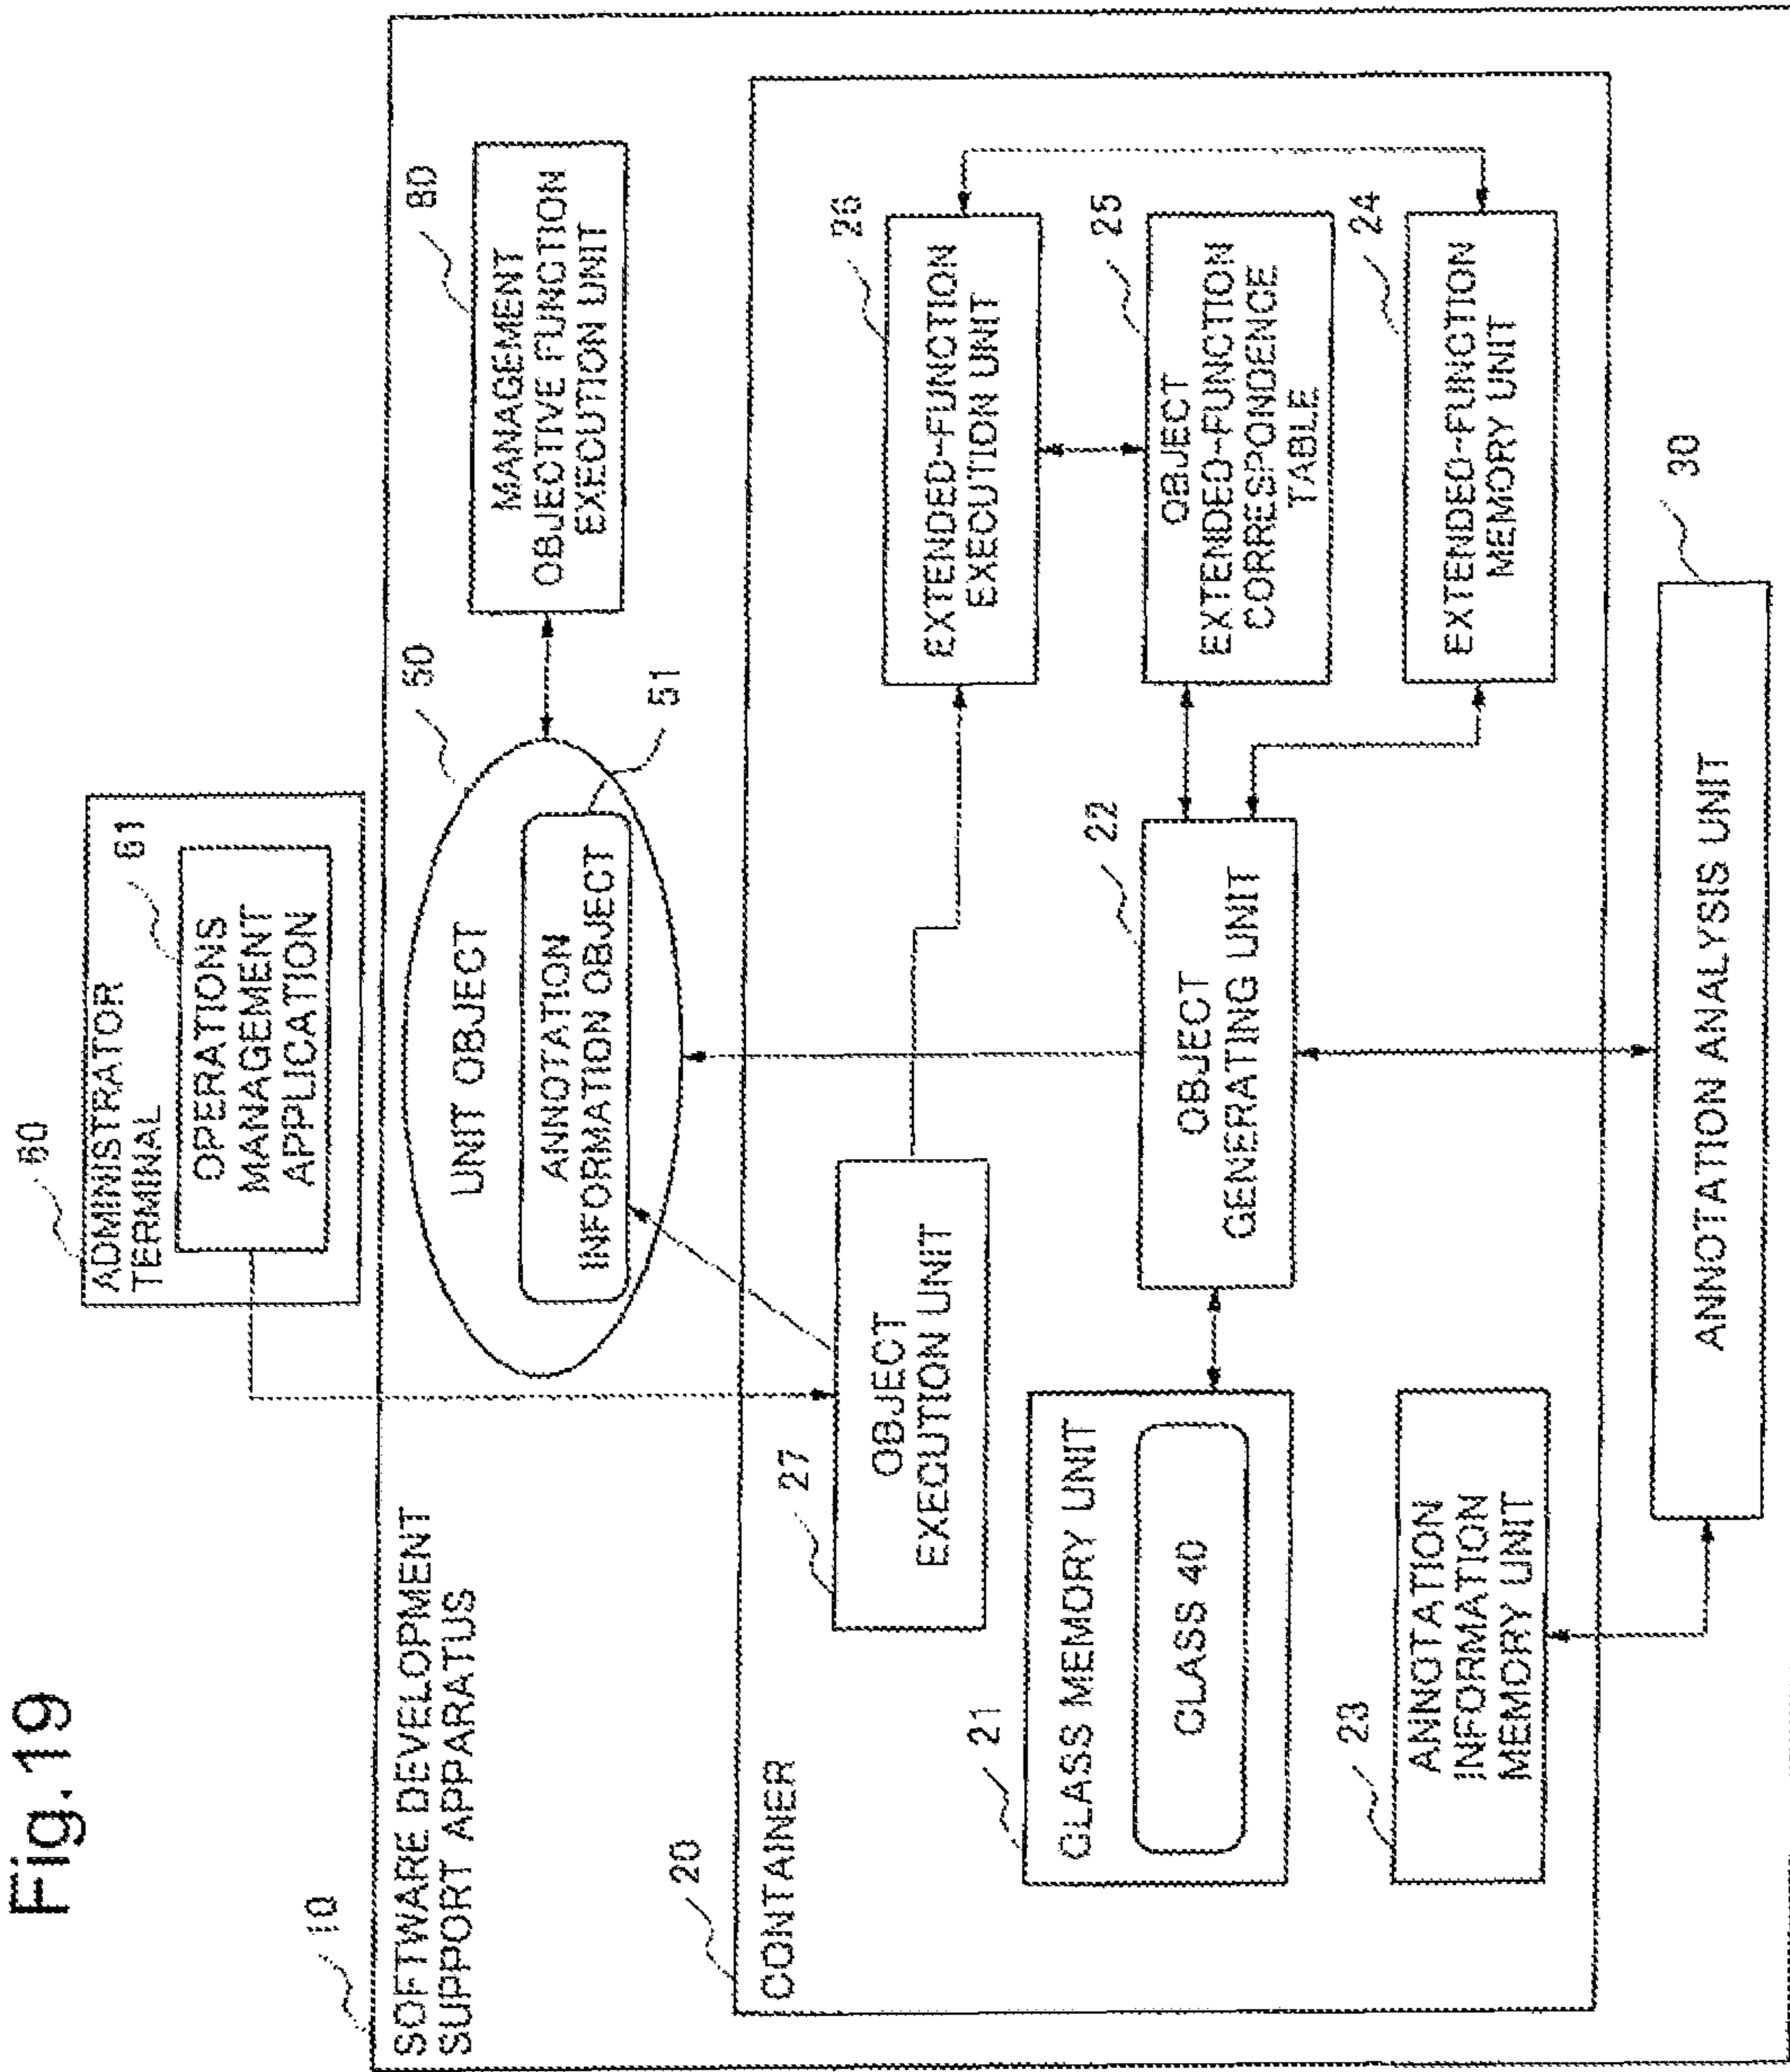 Fig.19
60
ADMINISTRATOR
TERMINAL
61
OPERATIONS
MANAGEMENT
APPLICATION
10
SOFTWARE DEVELOPMENT
SUPPORT APPARATUS
50
UNIT OBJECT
ANNOTATION
INFORMATION OBJECT
51
80
MANAGEMENT
OBJECTIVE FUNCTION
EXECUTION UNIT
20
CONTAINER
27
OBJECT
EXECUTION UNIT
26
EXTENDED-FUNCTION
EXECUTION UNIT
21
CLASS MEMORY UNIT
CLASS 40
22
OBJECT
GENERATING UNIT
25
OBJECT
EXTENDED-FUNCTION
CORRESPONDENCE
TABLE
23
ANNOTATION
INFORMATION
MEMORY UNIT
24
EXTENDED-FUNCTION
MEMORY UNIT
30
ANNOTATION ANALYSIS UNIT